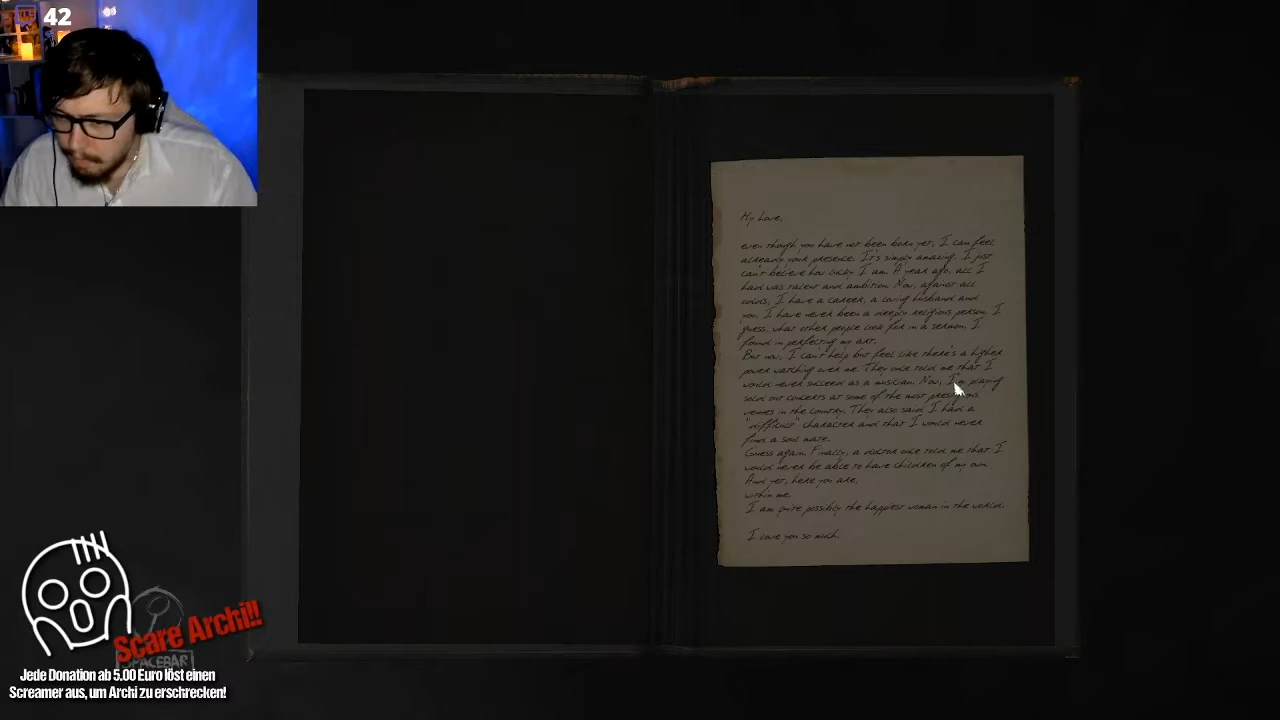 42
My Love,
even though you have not been born yet, I can feel
already your presence. It's simply amazing. I just
can't believe how lucky I am. A year ago, all I
had was talent and ambition. Now, against all
odds, I have a career, a loving husband and
you. I have never been a deeply religious person. I
guess, what other people look for in a sermon, I
found in perfecting my art.
But now, I can't help but feel like there's a higher
power watching over me. They once told me that I
would never succeed as a musician. Now, I'm playing
sold out concerts at some of the most
venues in the country. They also said I had a
"difficult" character and that I would never
find a soul mate.
Guess again. Finally, a doctor once told me that I
would never be able to have children of my own
And yet, here you are,
within me.
I am quite possibly the happiest woman in the world.
I love you so much.
Scare Archi!!
SPACEBAR
Jede Donation ab 5.00 Euro löst einen
Screamer aus, um Archi zu erschrecken!